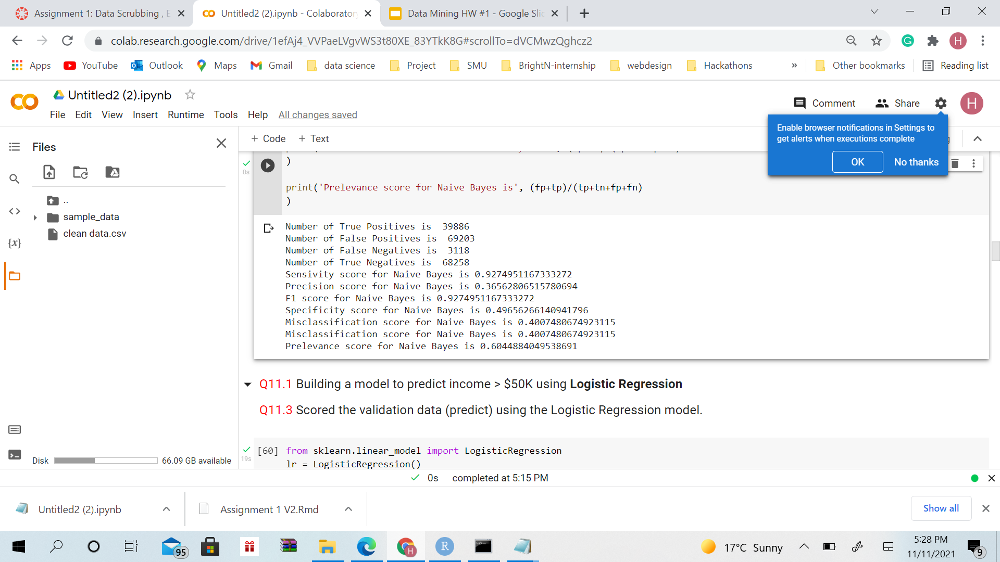 Assignment 1: Data Scrubbing , E
Untitled2 (2).ipynb - Colaborator
Data Mining HW #1 - Google Slid
colab.research.google.com/drive/1efAj4_VVPaeLVgvWS3t80XE_83YTkK8G#scrollTo=dVCMwzQghcz2
H
Apps YouTube Outlook Maps Gmail data science Project SMU BrightN-internship webdesign Hackathons » Other bookmarks Reading list
Untitled2 (2).ipynb
File Edit View Insert Runtime Tools Help All changes saved
Comment Share H
Enable browser notifications in Settings to
get alerts when executions complete
OK No thanks
Files
+ Code + Text
..
sample_data
clean data.csv
{x}
Disk 66.09 GB available
0s
)
print('Prelevance score for Naive Bayes is', (fp+tp)/(tp+tn+fp+fn)
)
Number of True Positives is 39886
Number of False Positives is 69203
Number of False Negatives is 3118
Number of True Negatives is 68258
Sensivity score for Naive Bayes is 0.9274951167333272
Precision score for Naive Bayes is 0.36562806515780694
F1 score for Naive Bayes is 0.9274951167333272
Specificity score for Naive Bayes is 0.49656266140941796
Misclassification score for Naive Bayes is 0.4007480674923115
Misclassification score for Naive Bayes is 0.4007480674923115
Prelevance score for Naive Bayes is 0.6044884049538691
Q11.1 Building a model to predict income > $50K using Logistic Regression
Q11.3 Scored the validation data (predict) using the Logistic Regression model.
19s
[60] from sklearn.linear_model import LogisticRegression
lr = LogisticRegression()
0s completed at 5:15 PM
Untitled2 (2).ipynb
Assignment 1 V2.Rmd
Show all
95
H
R
17°C Sunny
5:28 PM
11/11/2021
9